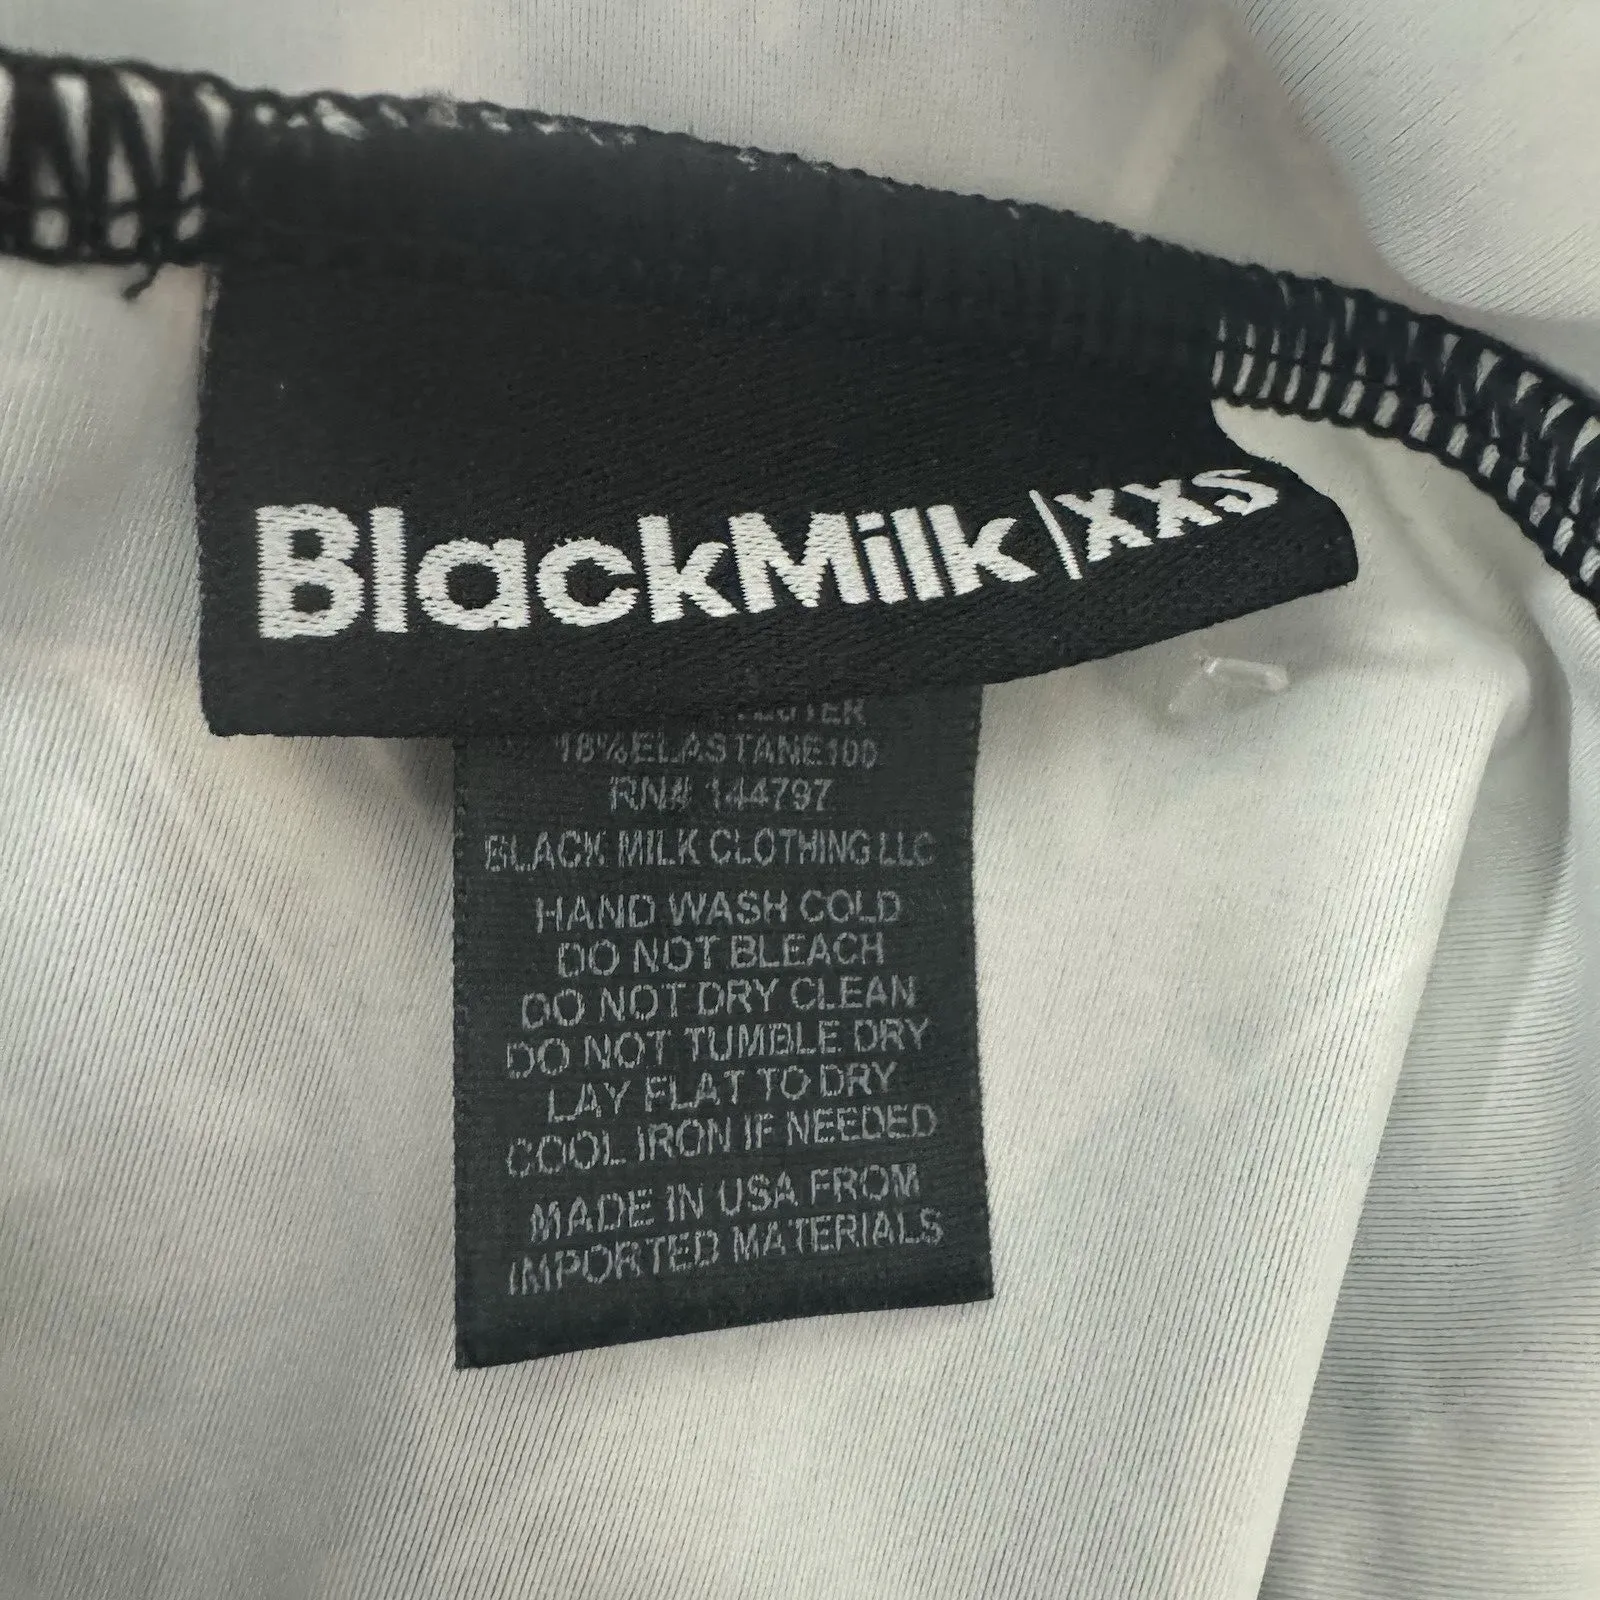 BlackMilk|XXS
18%ELASTANE100
RN# 144797
BLACK MILK CLOTHING LLC
HAND WASH COLD
DO NOT BLEACH
DO NOT DRY CLEAN
DO NOT TUMBLE DRY
LAY FLAT TO DRY
COOL IRON IF NEEDED
MADE IN USA FROM
IMPORTED MATERIALS